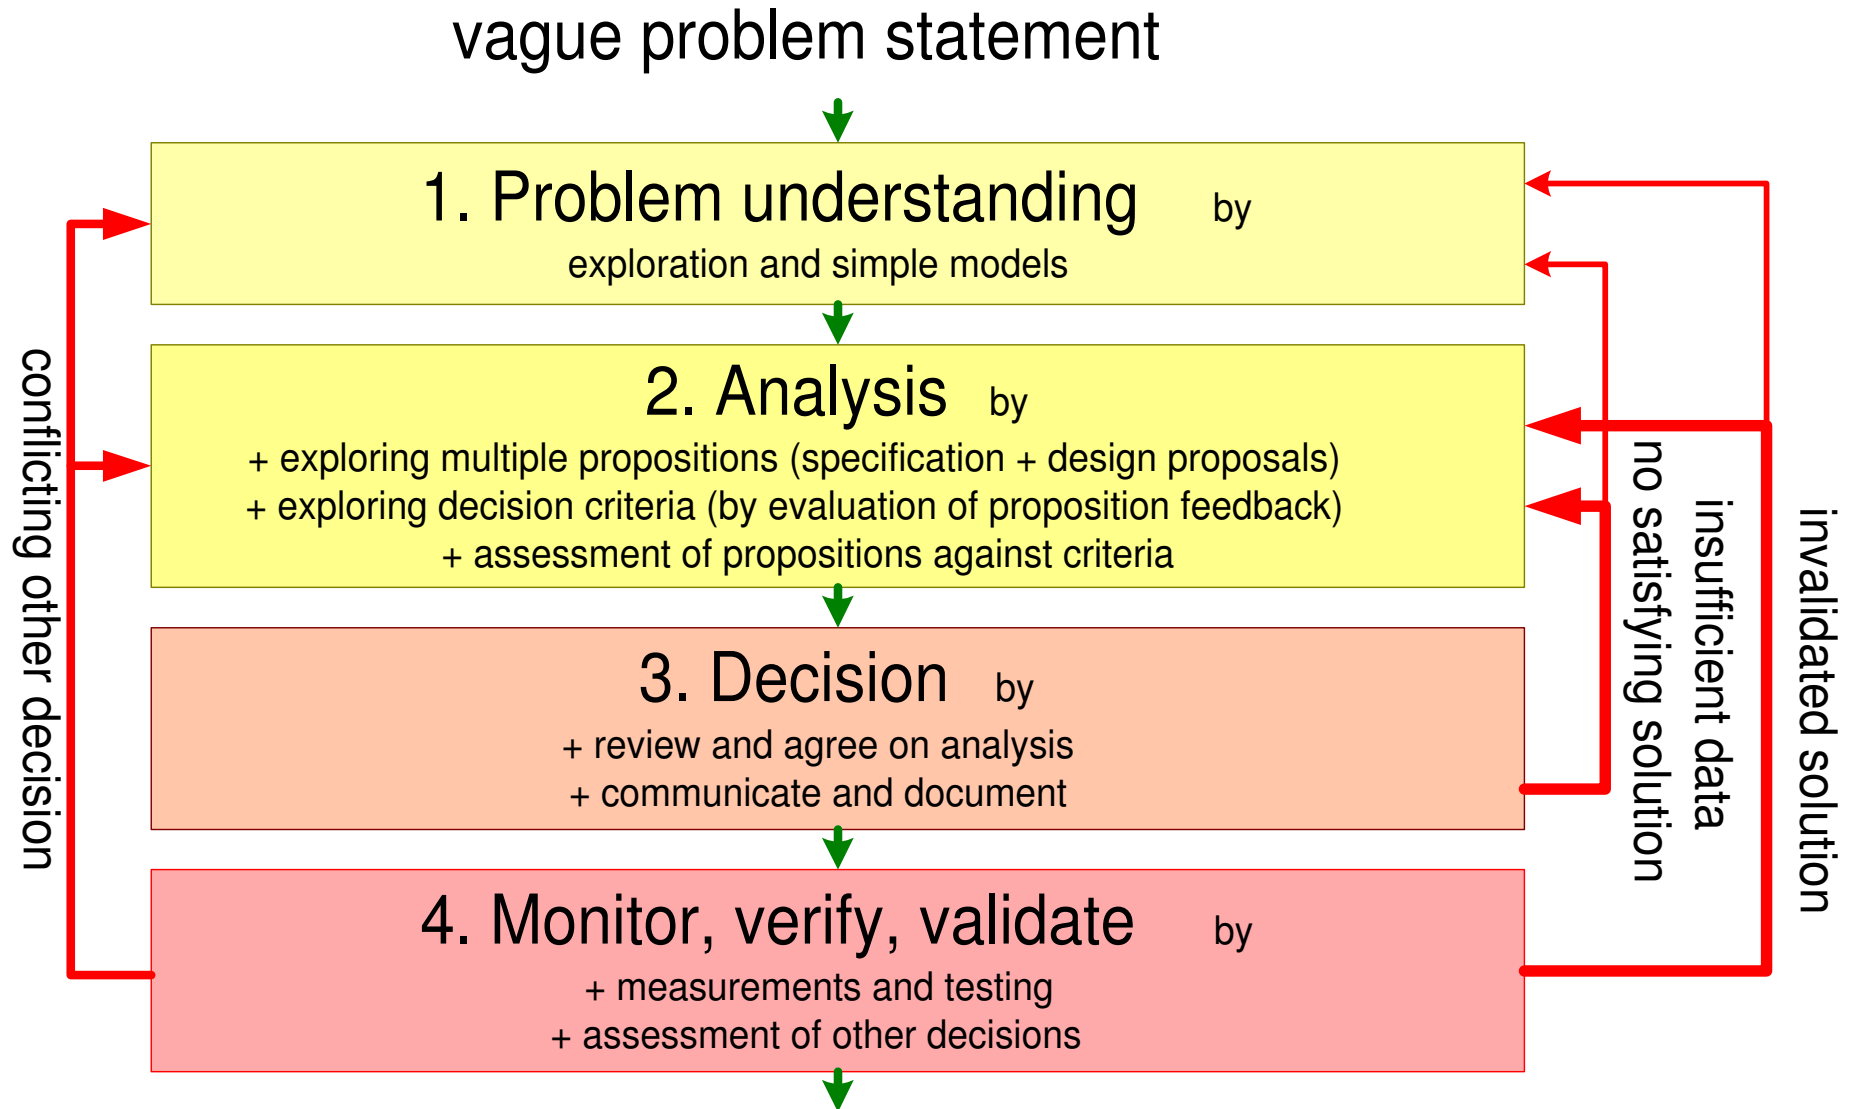 vague problem statement
1. Problem understanding by
exploration and simple models
2. Analysis by
+ exploring multiple propositions (specification + design proposals)
+ exploring decision criteria (by evaluation of proposition feedback)
+ assessment of propositions against criteria
3. Decision by
+ review and agree on analysis
+ communicate and document
4. Monitor, verify, validate by
+ measurements and testing
+ assessment of other decisions
conflicting other decision
insufficient data
no satisfying solution
invalidated solution